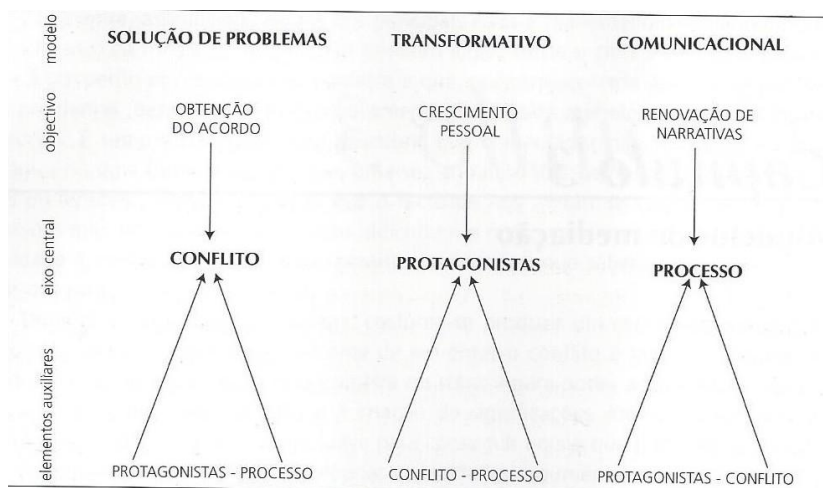 modelo
SOLUÇÃO DE PROBLEMAS
TRANSFORMATIVO
COMUNICACIONAL
objectivo
OBTENÇÃO
DO ACORDO
CRESCIMENTO
PESSOAL
RENOVAÇÃO DE
NARRATIVAS
eixo central
CONFLITO
PROTAGONISTAS
PROCESSO
elementos auxiliares
PROTAGONISTAS - PROCESSO
CONFLITO - PROCESSO
PROTAGONISTAS - CONFLITO